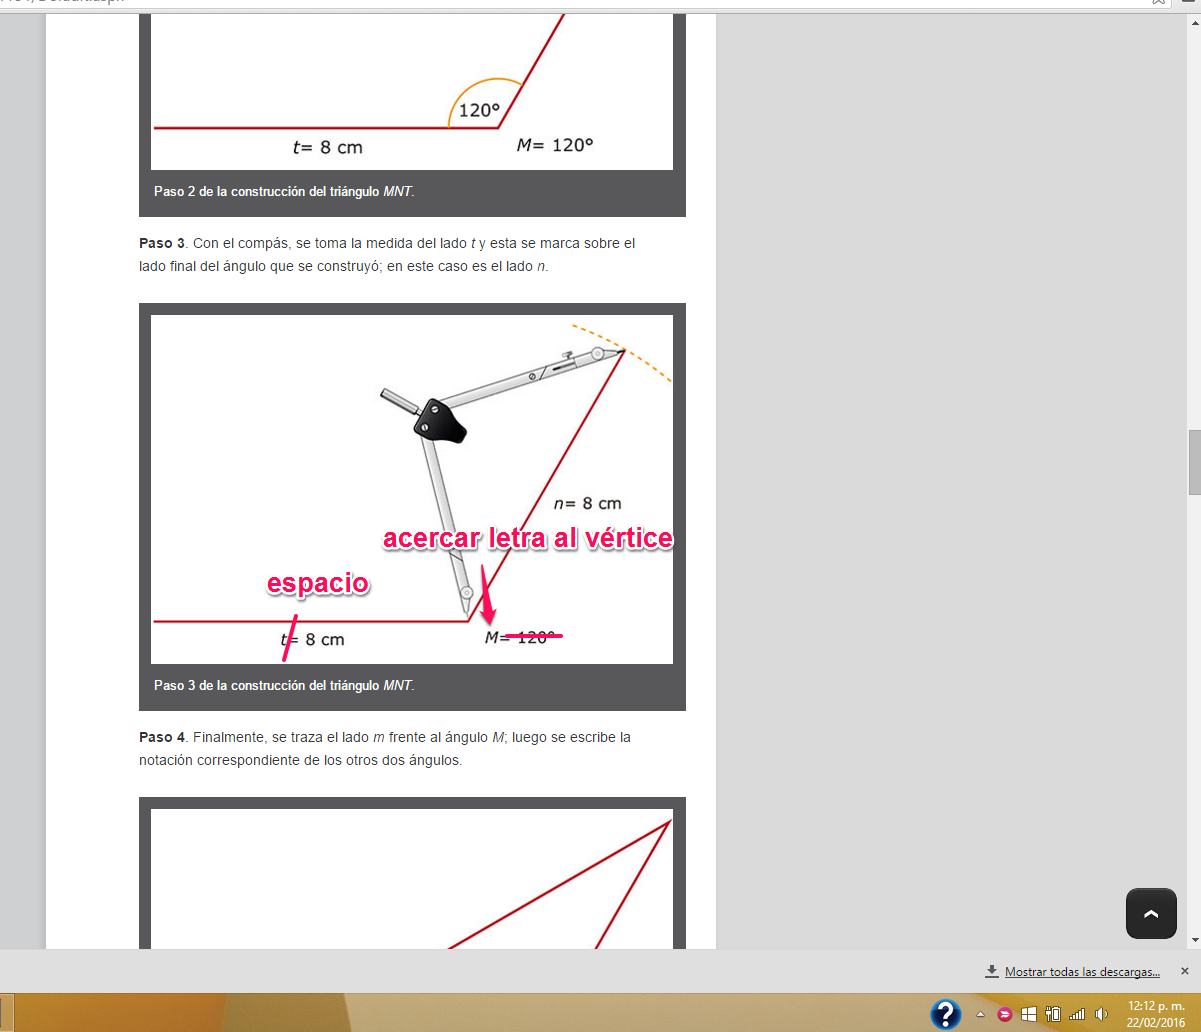 120°
t= 8 cm
M= 120°
Paso 2 de la construcción del triángulo MNT.
Paso 3. Con el compás, se toma la medida del lado t y esta se marca sobre el
lado final del ángulo que se construyó; en este caso es el lado n.
n= 8 cm
acercar letra al vértice
espacio
t= 8 cm
M= 120°
Paso 3 de la construcción del triángulo MNT.
Paso 4. Finalmente, se traza el lado m frente al ángulo M; luego se escribe la
notación correspondiente de los otros dos ángulos.
Mostrar todas las descargas...
12:12 p. m.
22/02/2016